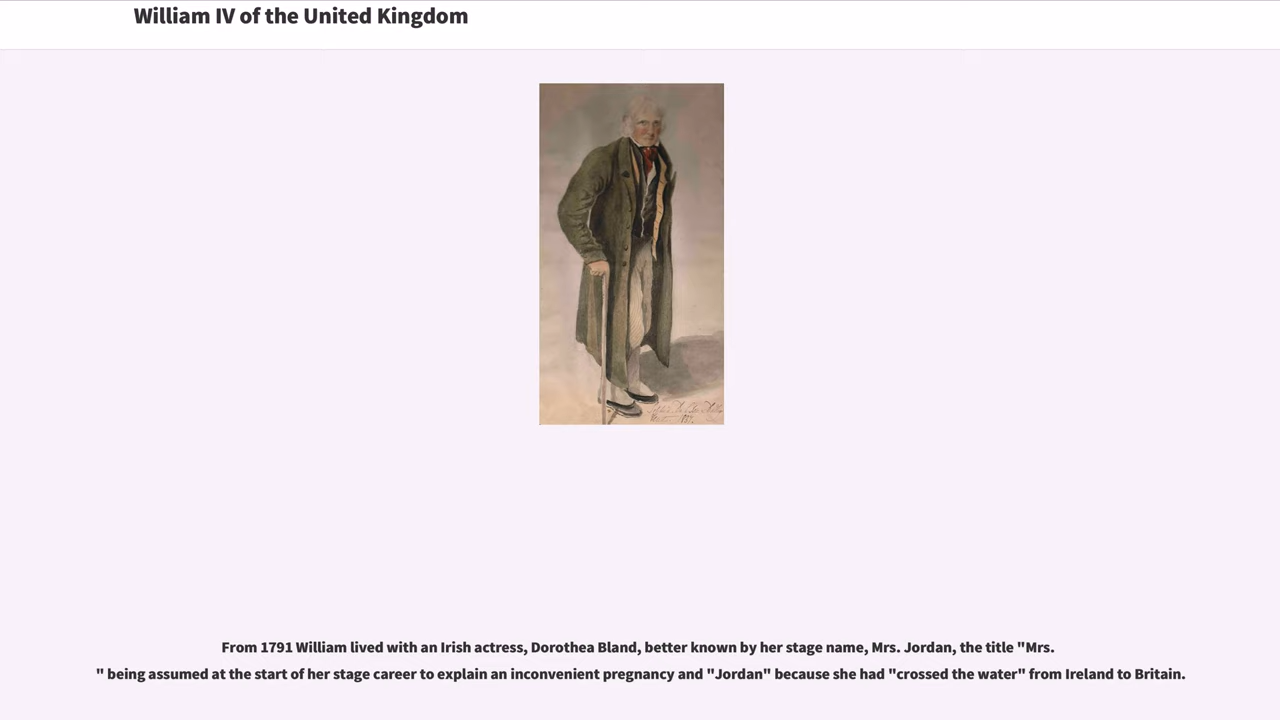 William IV of the United Kingdom
From 1791 William lived with an Irish actress, Dorothea Bland, better known by her stage name, Mrs. Jordan, the title "Mrs.
" being assumed at the start of her stage career to explain an inconvenient pregnancy and "Jordan" because she had "crossed the water" from Ireland to Britain.